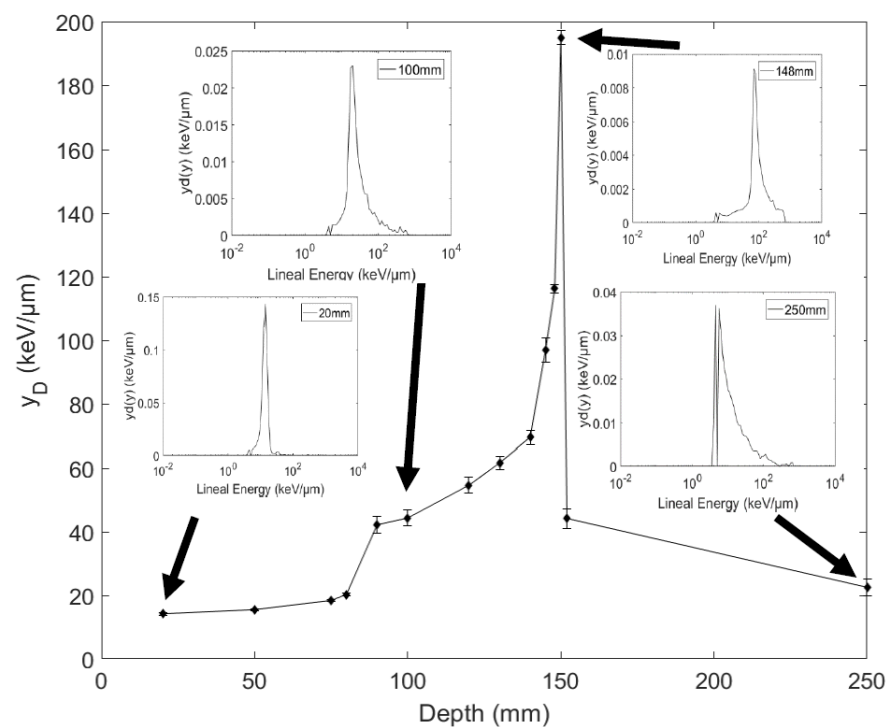 200
180
160
140
120
100
80
60
40
20
0
y_D (keV/μm)
0 50 100 150 200 250
Depth (mm)
0.025
0.02
0.015
0.01
0.005
0
yd(y) (keV/μm)
100mm
10^-2 10^0 10^2 10^4
Lineal Energy (keV/μm)
0.01
0.008
0.006
0.004
0.002
0
yd(y) (keV/μm)
148mm
10^-2 10^0 10^2 10^4
Lineal Energy (keV/μm)
0.15
0.1
0.05
0
yd(y) (keV/μm)
20mm
10^-2 10^0 10^2 10^4
Lineal Energy (keV/μm)
0.04
0.03
0.02
0.01
0
yd(y) (keV/μm)
250mm
10^-2 10^0 10^2 10^4
Lineal Energy (keV/μm)